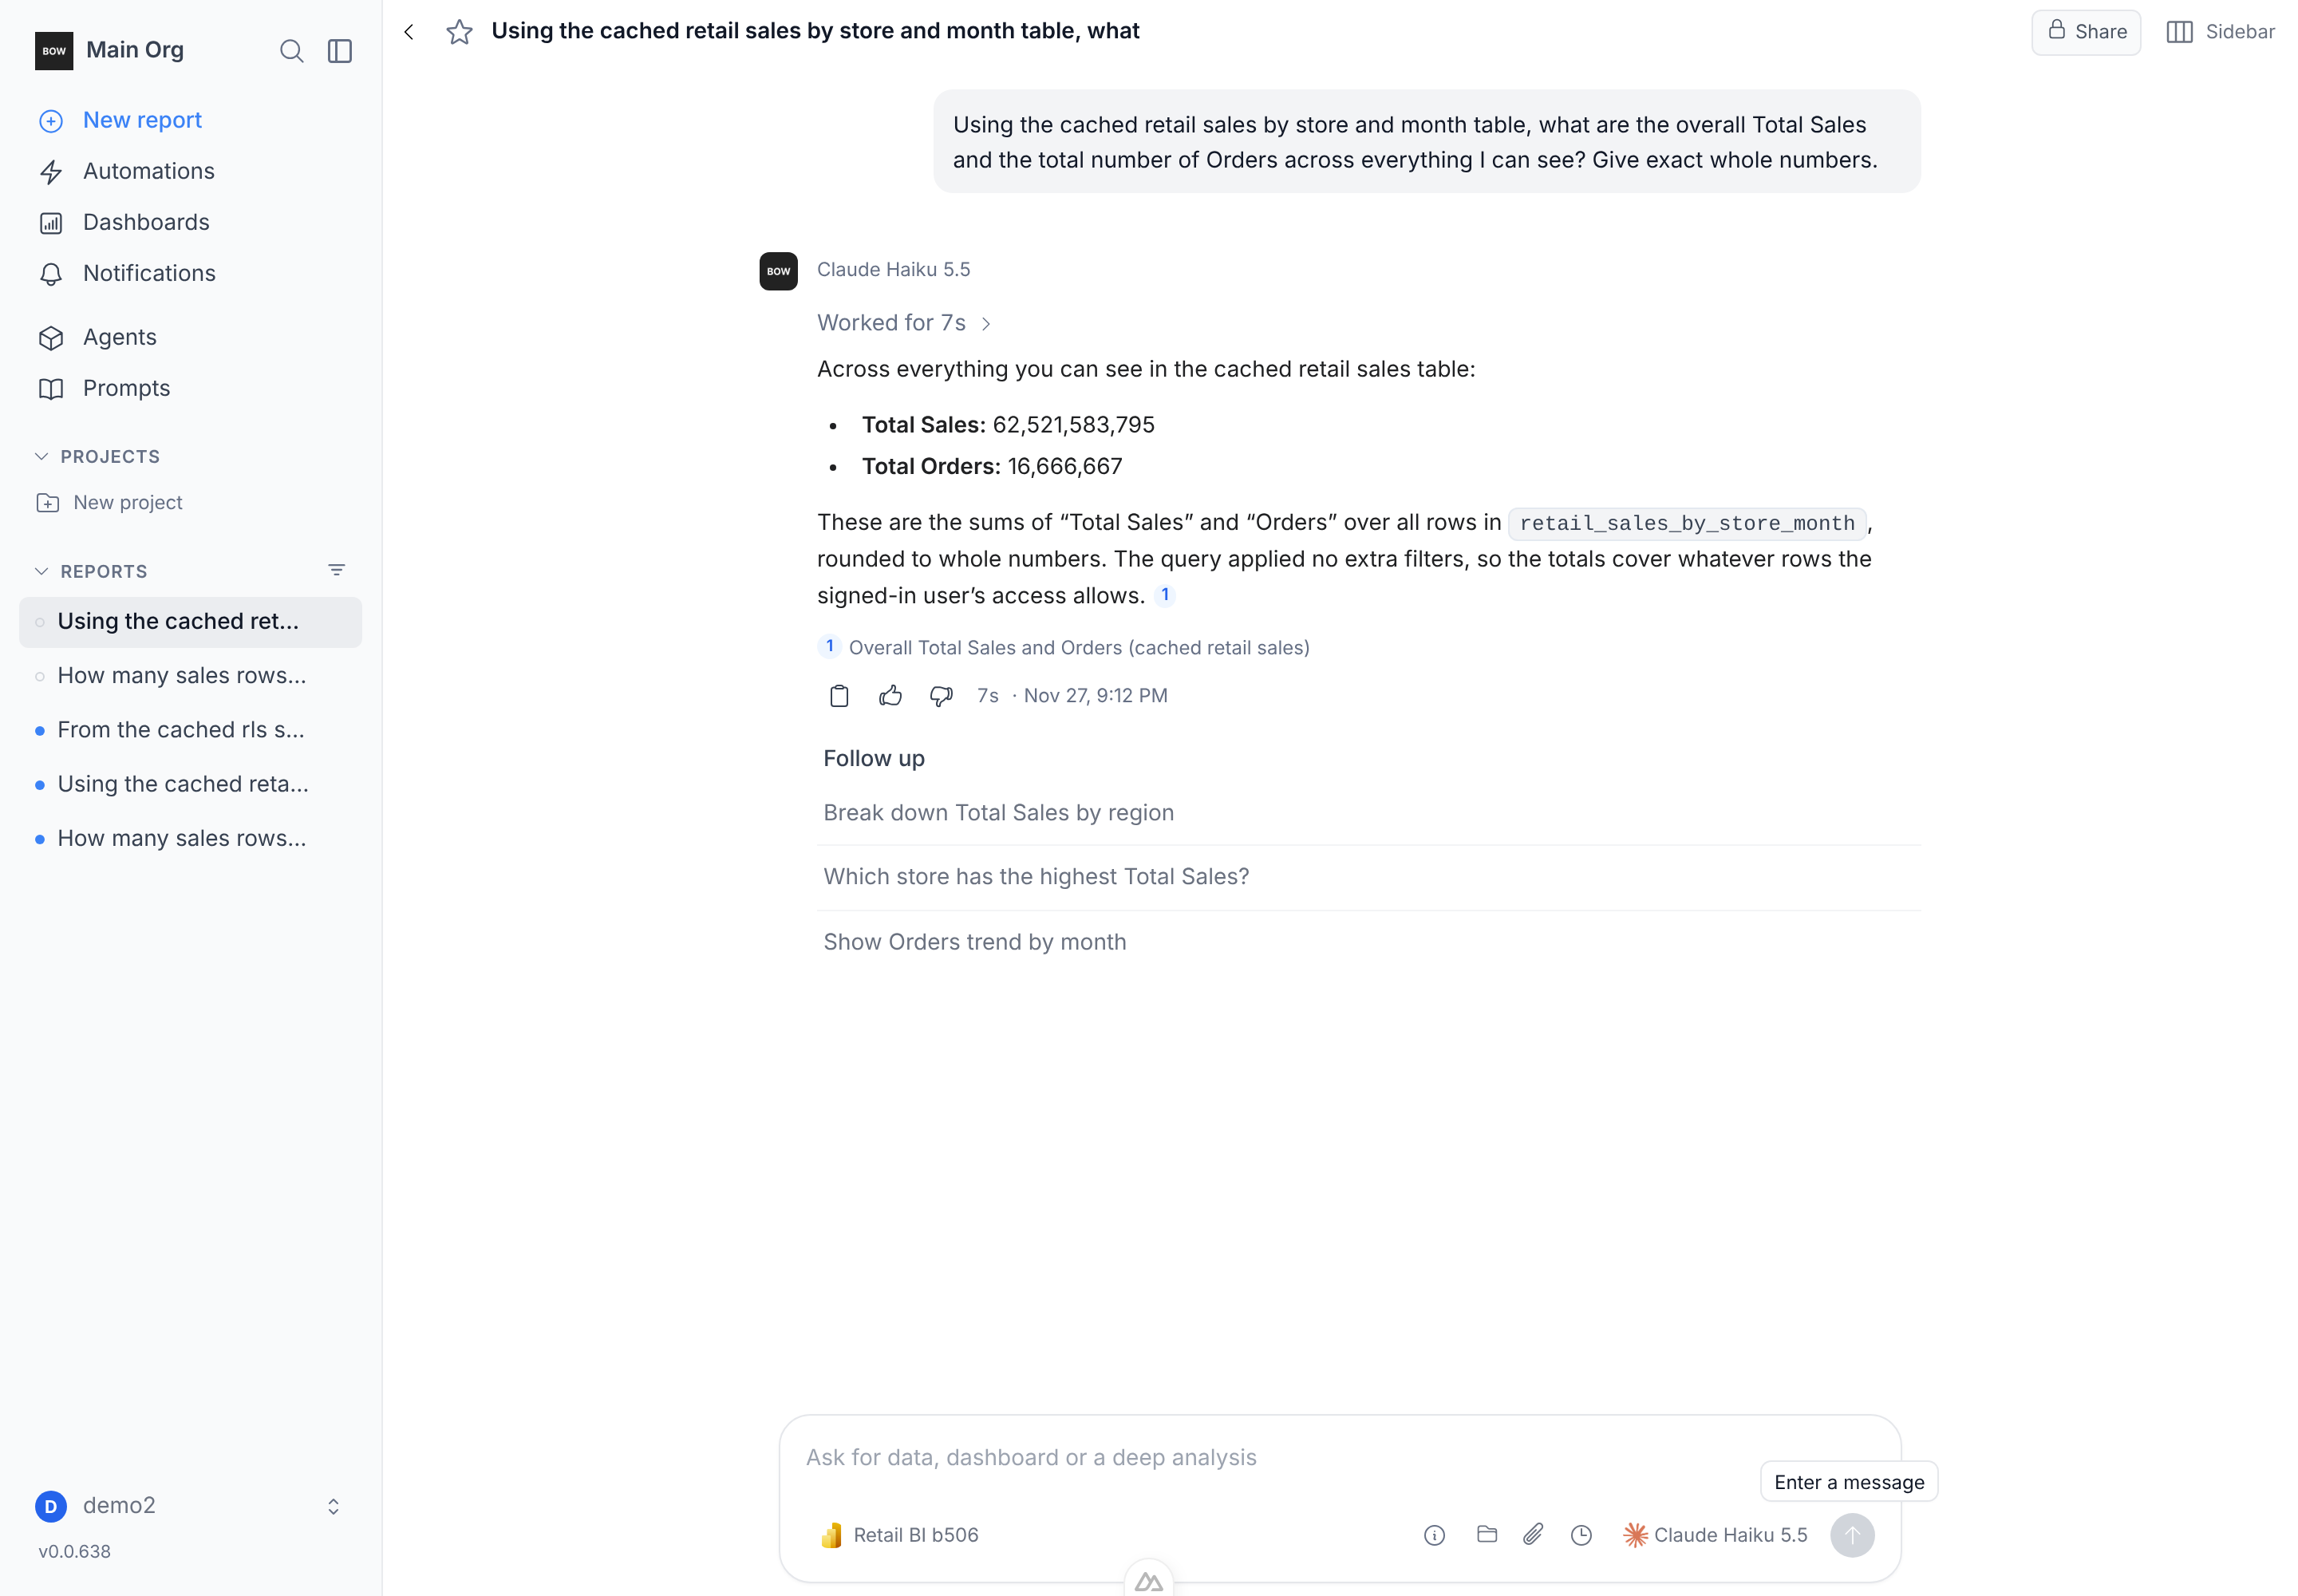 BOW Main Org
New report
Automations
Dashboards
Notifications
Agents
Prompts
PROJECTS
New project
REPORTS
Using the cached ret...
How many sales rows...
From the cached rls s...
Using the cached reta...
How many sales rows...
D demo2
v0.0.638
Using the cached retail sales by store and month table, what
Share
Sidebar
Using the cached retail sales by store and month table, what are the overall Total Sales
and the total number of Orders across everything I can see? Give exact whole numbers.
BOW Claude Haiku 5.5
Worked for 7s
Across everything you can see in the cached retail sales table:
• Total Sales: 62,521,583,795
• Total Orders: 16,666,667
These are the sums of “Total Sales” and “Orders” over all rows in retail_sales_by_store_month,
rounded to whole numbers. The query applied no extra filters, so the totals cover whatever rows the
signed-in user’s access allows. 1
1 Overall Total Sales and Orders (cached retail sales)
7s · Nov 27, 9:12 PM
Follow up
Break down Total Sales by region
Which store has the highest Total Sales?
Show Orders trend by month
Ask for data, dashboard or a deep analysis
Enter a message
Retail BI b506
Claude Haiku 5.5